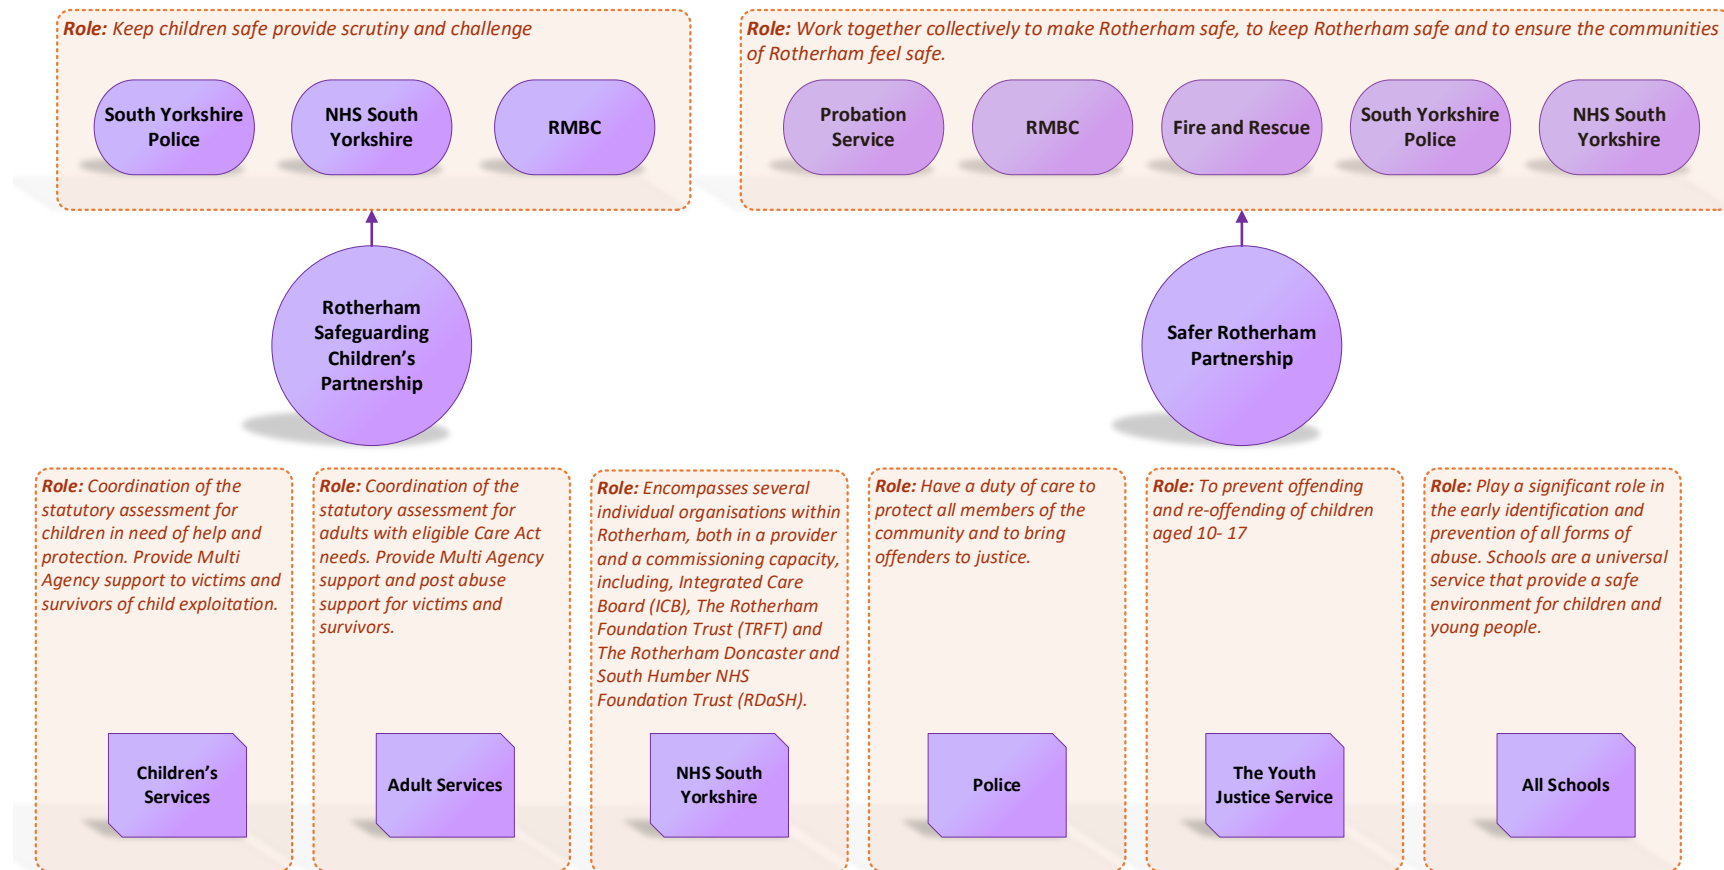 Role: Keep children safe provide scrutiny and challenge
South Yorkshire
Police
NHS South
Yorkshire
RMBC
Role: Work together collectively to make Rotherham safe, to keep Rotherham safe and to ensure the communities
of Rotherham feel safe.
Probation
Service
RMBC
Fire and Rescue
South Yorkshire
Police
NHS South
Yorkshire
Rotherham
Safeguarding
Children’s
Partnership
Safer Rotherham
Partnership
Role: Coordination of the
statutory assessment for
children in need of help and
protection. Provide Multi
Agency support to victims and
survivors of child exploitation.
Children’s
Services
Role: Coordination of the
statutory assessment for
adults with eligible Care Act
needs. Provide Multi Agency
support and post abuse
support for victims and
survivors.
Adult Services
Role: Encompasses several
individual organisations within
Rotherham, both in a provider
and a commissioning capacity,
including, Integrated Care
Board (ICB), The Rotherham
Foundation Trust (TRFT) and
The Rotherham Doncaster and
South Humber NHS
Foundation Trust (RDaSH).
NHS South
Yorkshire
Role: Have a duty of care to
protect all members of the
community and to bring
offenders to justice.
Police
Role: To prevent offending
and re-offending of children
aged 10- 17
The Youth
Justice Service
Role: Play a significant role in
the early identification and
prevention of all forms of
abuse. Schools are a universal
service that provide a safe
environment for children and
young people.
All Schools